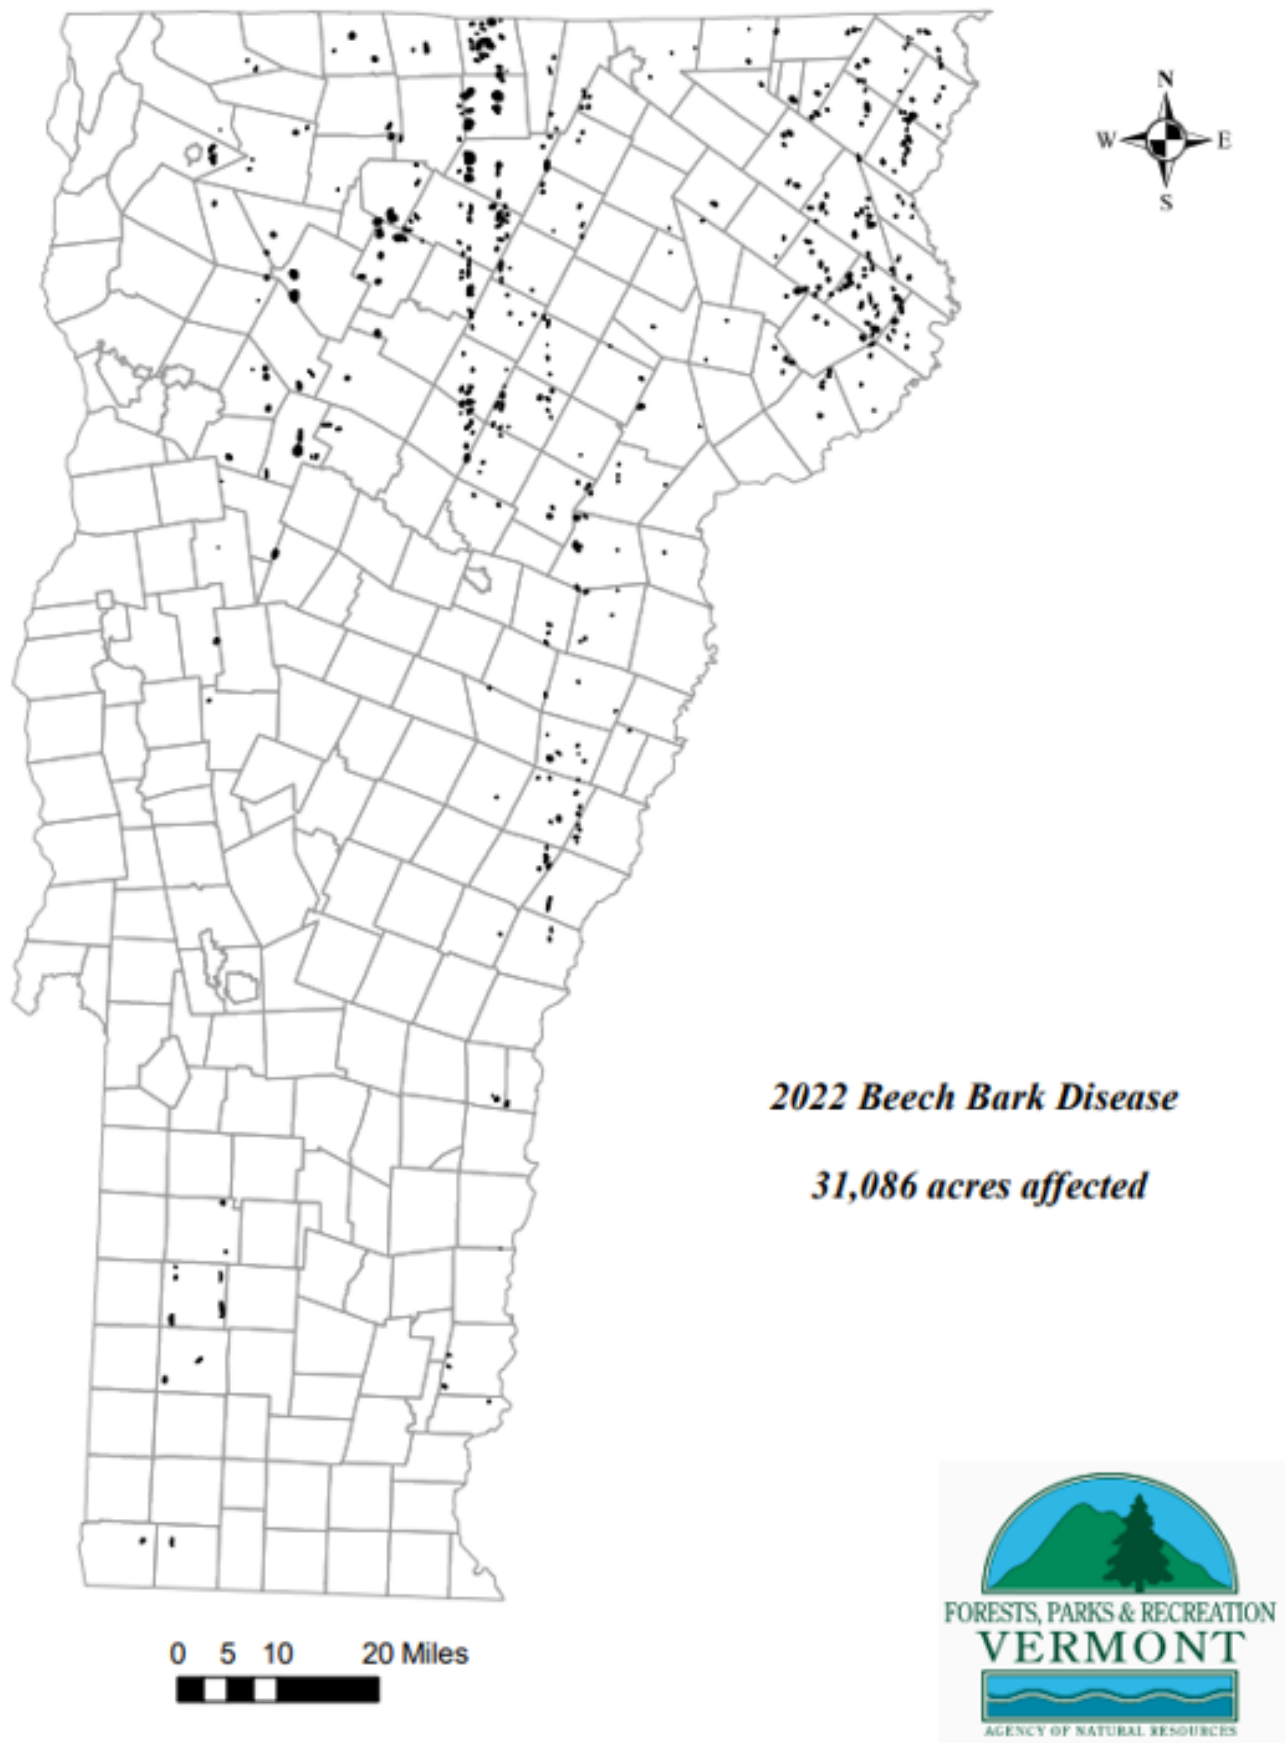 N
W E
S
2022 Beech Bark Disease
31,086 acres affected
0 5 10 20 Miles
FORESTS, PARKS & RECREATION
VERMONT
AGENCY OF NATURAL RESOURCES